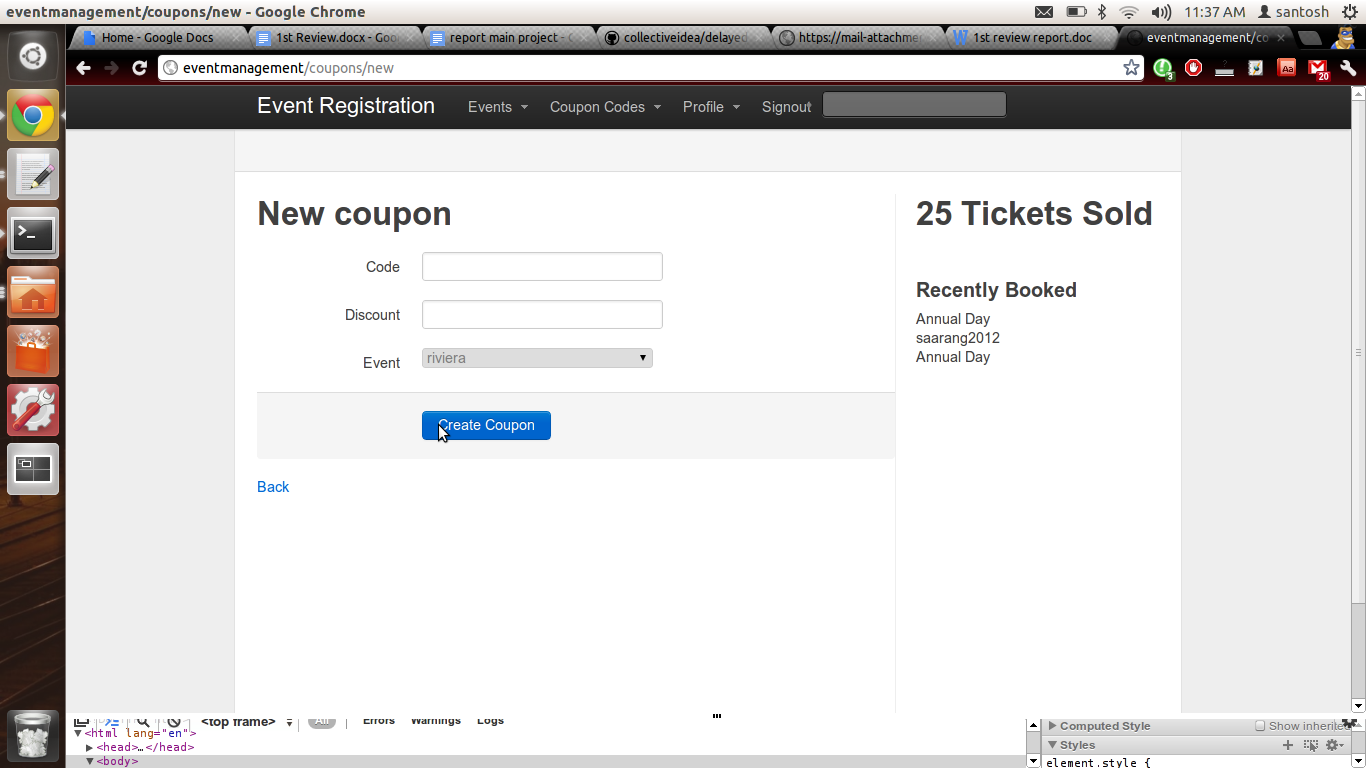 eventmanagement/coupons/new - Google Chrome
11:37 AM santosh
Home - Google Docs
1st Review.docx - Goo
report main project - G
collectiveidea/delayed
https://mail-attachme
1st review report.doc
eventmanagement/co
eventmanagement/coupons/new
3
Aa
20
Event Registration Events Coupon Codes Profile Signout
New coupon
25 Tickets Sold
Code
Discount
Event riviera
Create Coupon
Back
Recently Booked
Annual Day
saarang2012
Annual Day
<top frame> All Errors Warnings Logs
<html lang="en">
<head>…</head>
<body>
Computed Style Show inherite
Styles
element.style {